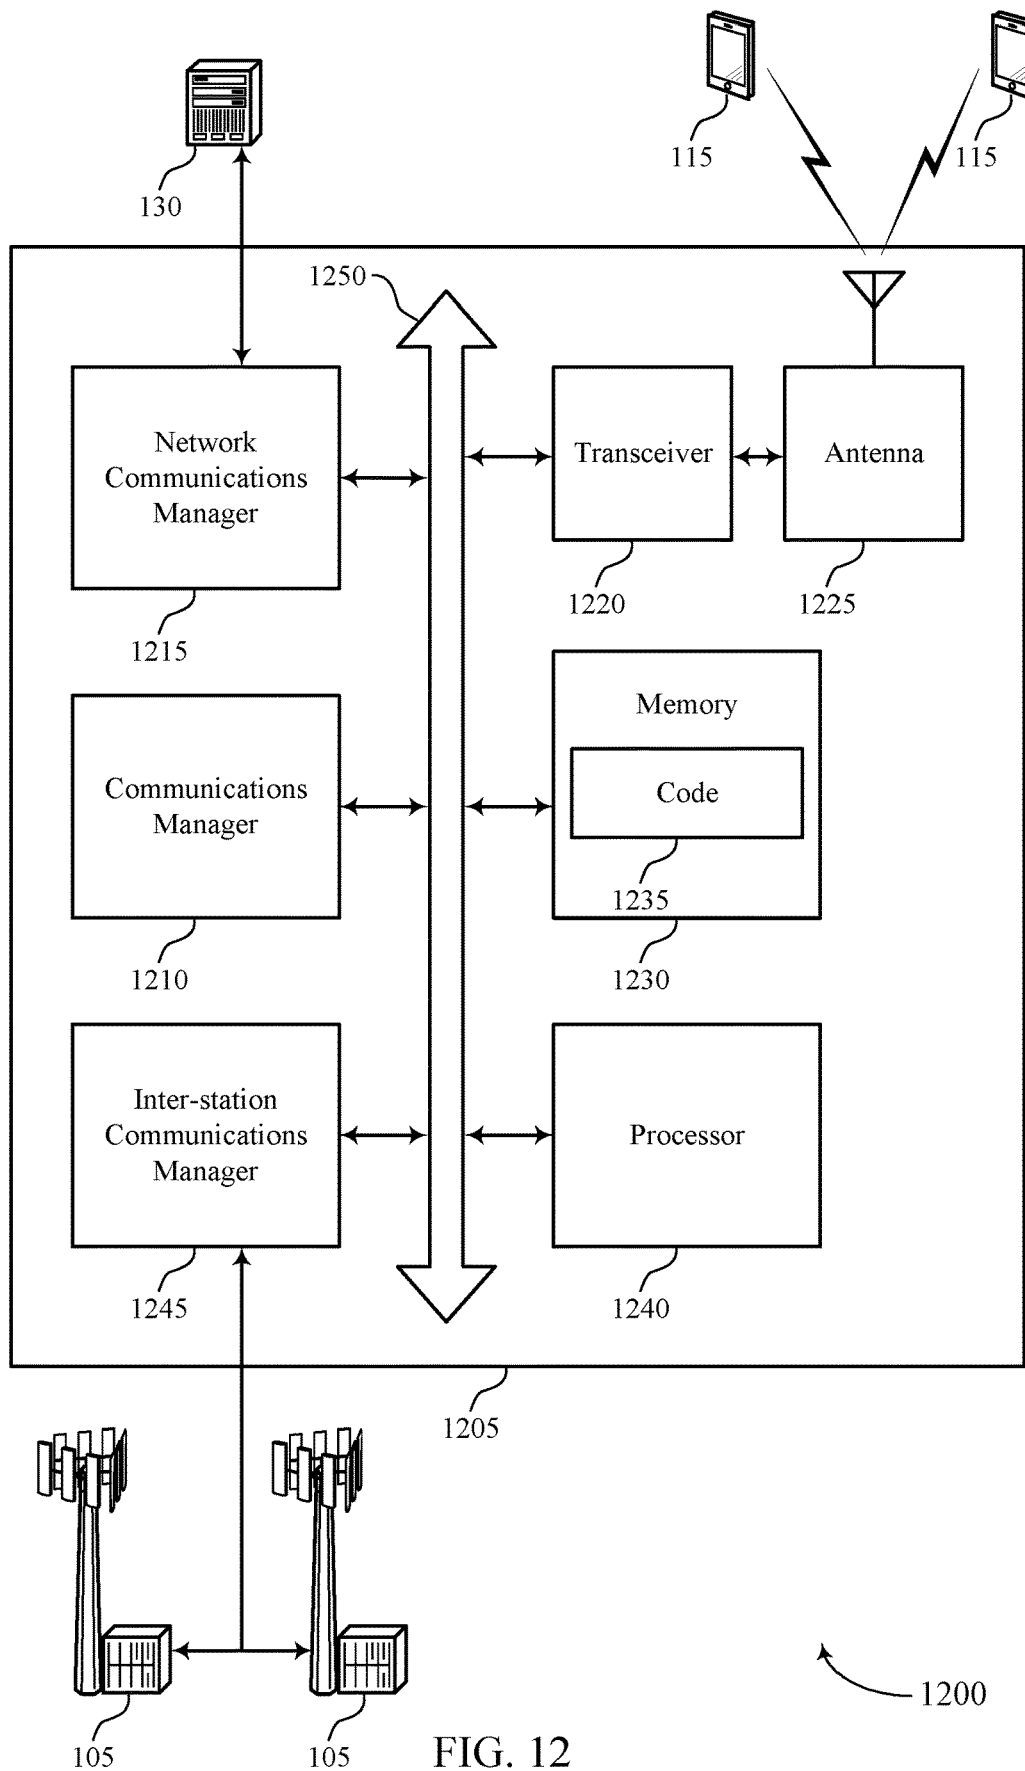 115
115
130
1250
Network
Communications
Manager
Transceiver
Antenna
1215
1220
1225
Communications
Manager
Memory
Code
1235
1210
1230
Inter-station
Communications
Manager
Processor
1245
1240
1205
1200
105
105
FIG. 12